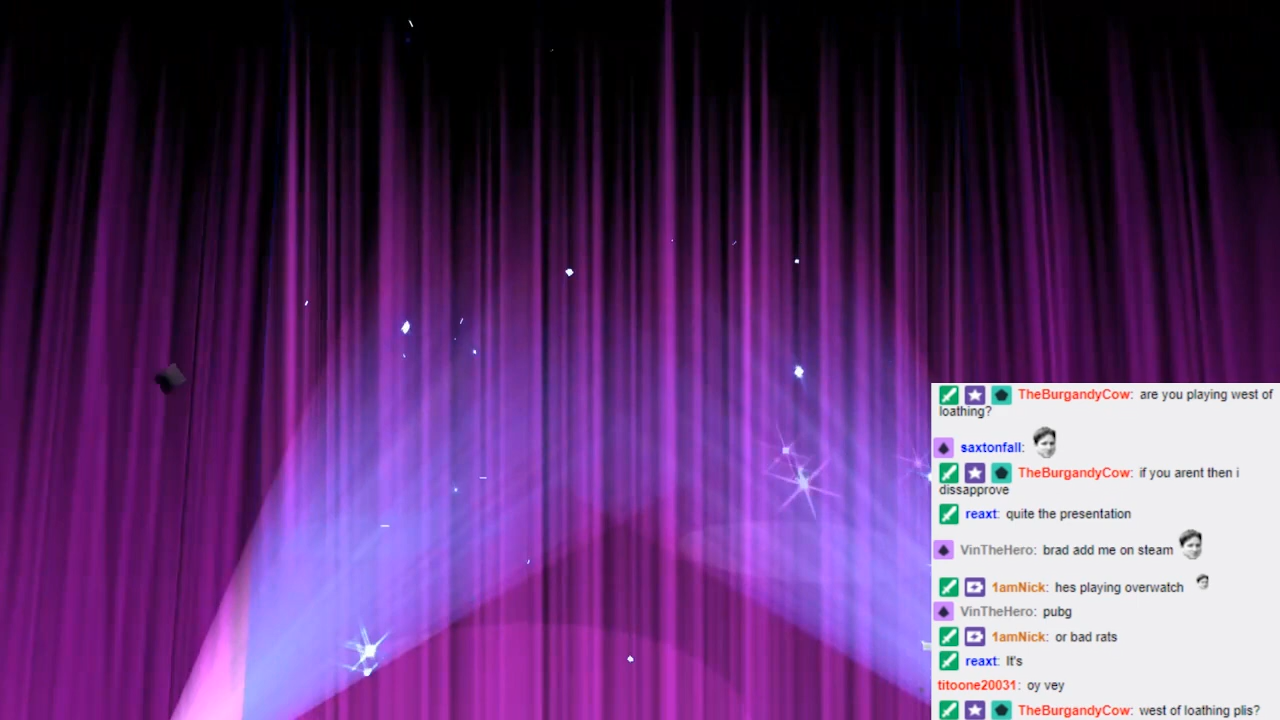 TheBurgandyCow: are you playing west of
loathing?
saxtonfall:
TheBurgandyCow: if you arent then i
dissapprove
reaxt: quite the presentation
VinTheHero: brad add me on steam
1amNick: hes playing overwatch
VinTheHero: pubg
1amNick: or bad rats
reaxt: It's
titoone20031: oy vey
TheBurgandyCow: west of loathing plis?